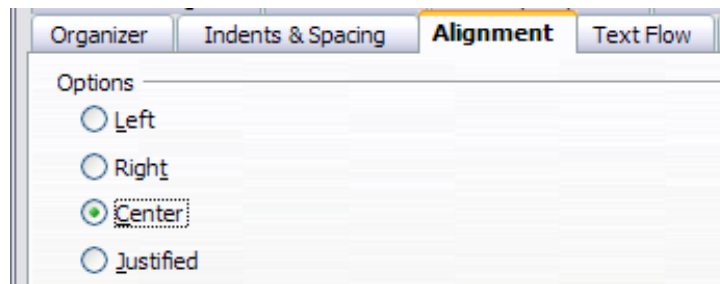 Organizer Indents & Spacing Alignment Text Flow
Options
Left
Right
Center
Justified